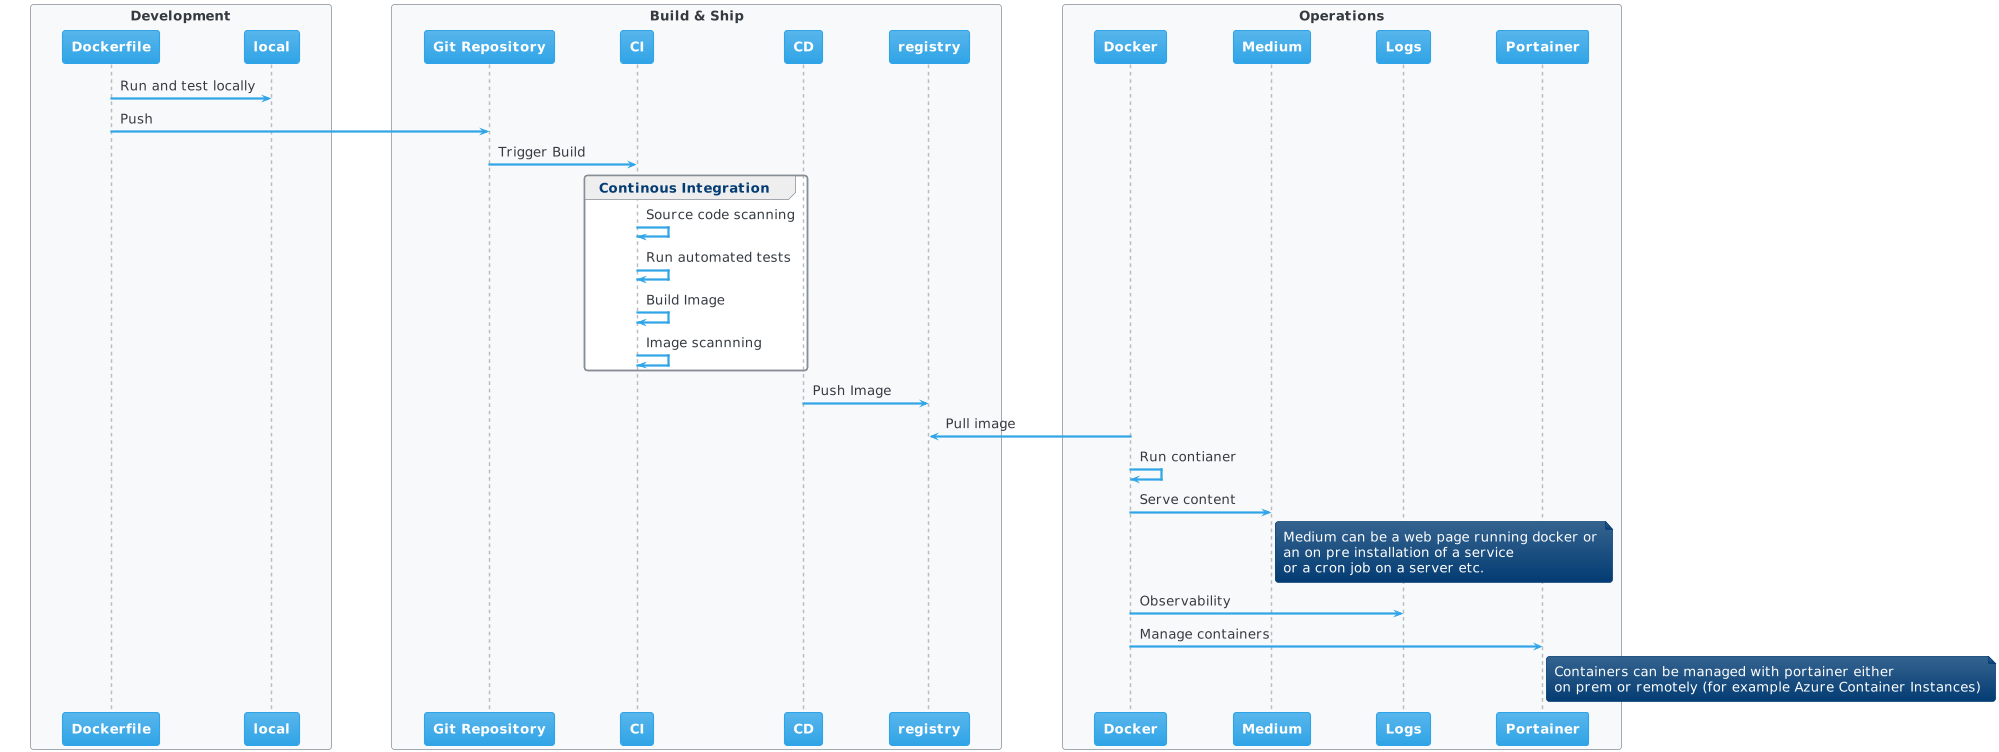 Development
Build & Ship
Operations
Dockerfile
local
Git Repository
CI
CD
registry
Docker
Medium
Logs
Portainer
Run and test locally
Push
Trigger Build
Continous Integration
Source code scanning
Run automated tests
Build Image
Image scannning
Push Image
Pull image
Run contianer
Serve content
Medium can be a web page running docker or
an on pre installation of a service
or a cron job on a server etc.
Observability
Manage containers
Containers can be managed with portainer either
on prem or remotely (for example Azure Container Instances)
Dockerfile
local
Git Repository
CI
CD
registry
Docker
Medium
Logs
Portainer